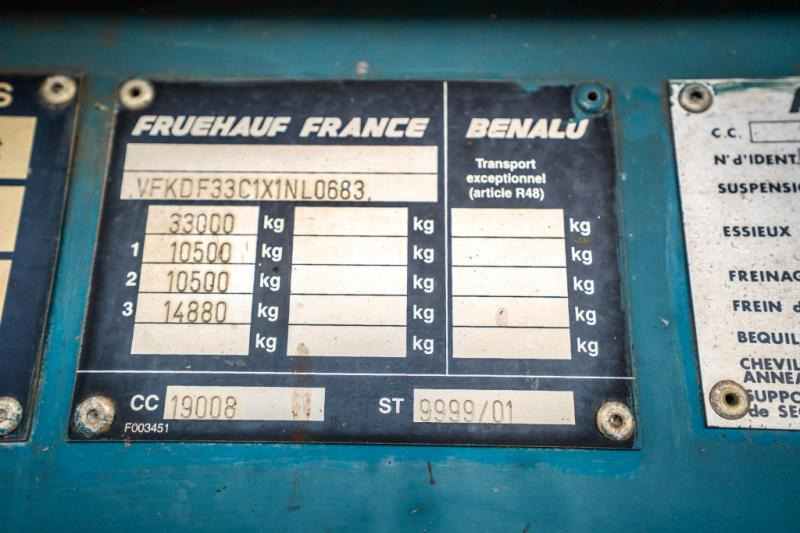 S
FRUEHAUF FRANCE
BENALU
Transport
exceptionnel
(article R48)
VFKDF33C1X1NL0683
33000 kg kg kg
1 10500 kg kg kg
2 10500 kg kg kg
3 14880 kg kg kg
kg kg kg
CC 19008
ST 9999/01
F003451
C.C.
N° d'IDENT.
SUSPENSIO
ESSIEUX
FREINAG
FREIN d
BEQUIL
CHEVIL
ANNEA
SUPPO
de SEC